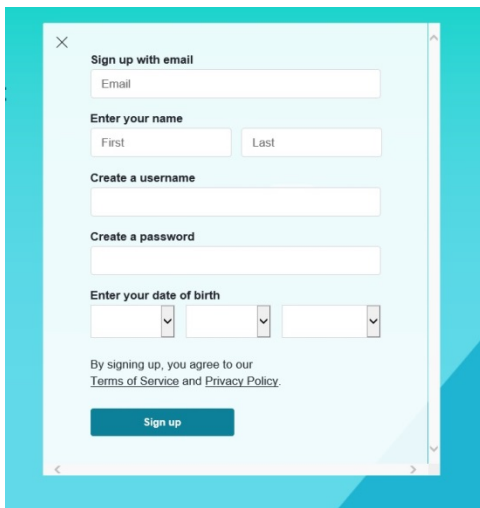 Sign up with email
Email
Enter your name
First Last
Create a username
Create a password
Enter your date of birth
By signing up, you agree to our
Terms of Service and Privacy Policy.
Sign up